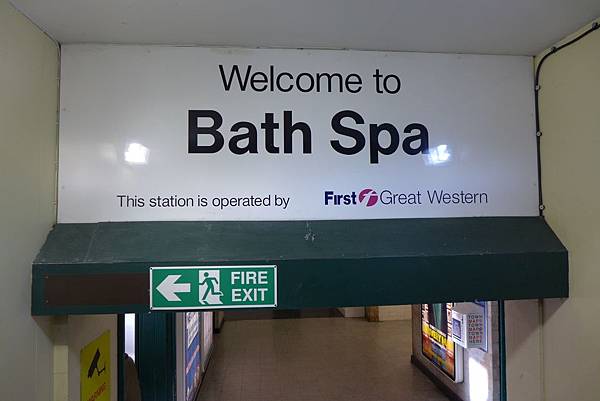 Welcome to
Bath Spa
This station is operated by First Great Western
FIRE
EXIT